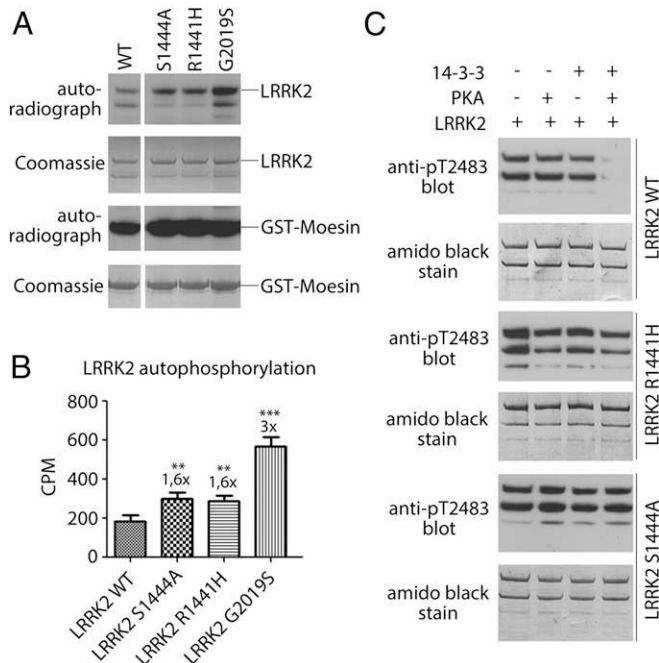 A
WT
S1444A
R1441H
G2019S
auto-
radiograph
LRRK2
Coomassie
LRRK2
auto-
radiograph
GST-Moesin
Coomassie
GST-Moesin
B
LRRK2 autophosphorylation
CPM
800
600
400
200
0
**
1,6x
**
1,6x
***
3x
LRRK2 WT
LRRK2 S1444A
LRRK2 R1441H
LRRK2 G2019S
C
14-3-3 - - + +
PKA - + - +
LRRK2 + + + +
anti-pT2483
blot
amido black
stain
LRRK2 WT
anti-pT2483
blot
amido black
stain
LRRK2 R1441H
anti-pT2483
blot
amido black
stain
LRRK2 S1444A